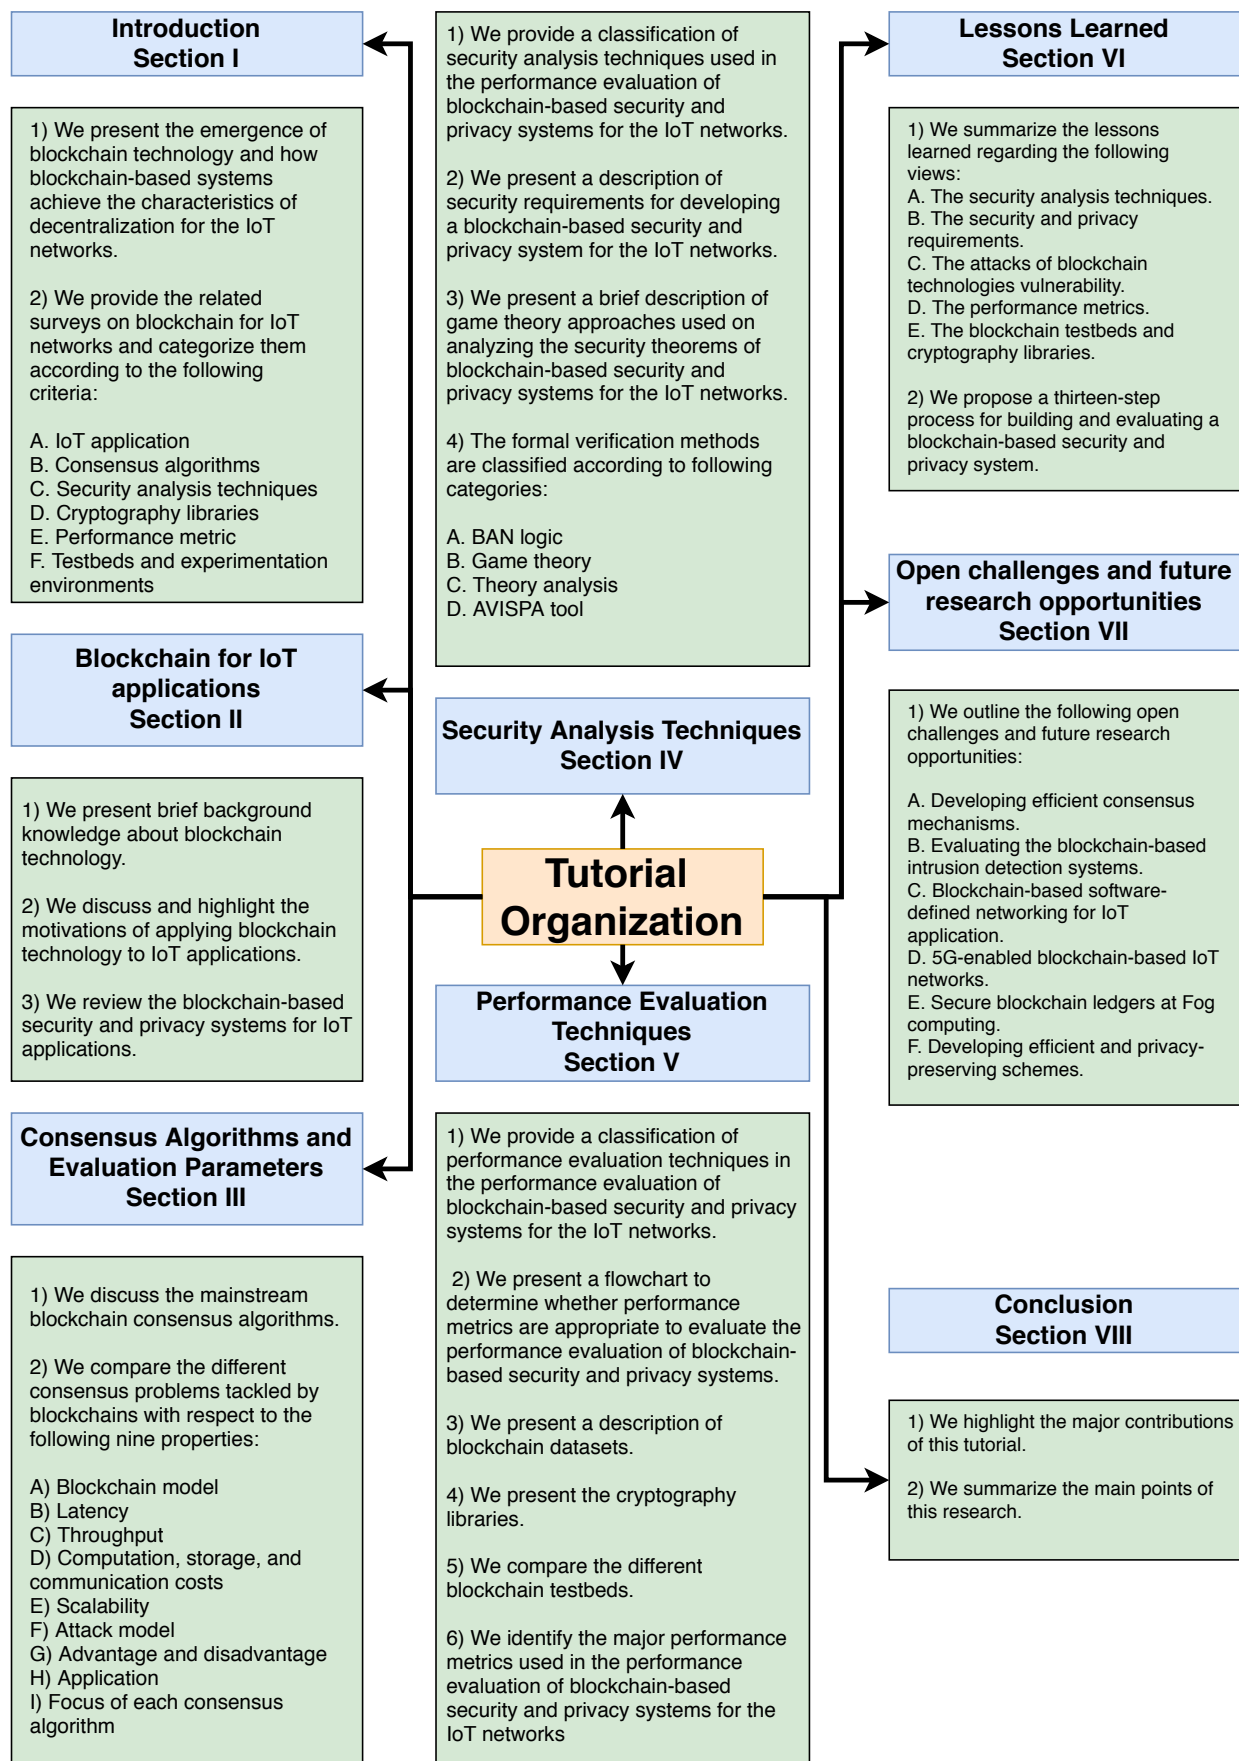 Introduction
Section I
1) We present the emergence of
blockchain technology and how
blockchain-based systems
achieve the characteristics of
decentralization for the IoT
networks.
2) We provide the related
surveys on blockchain for IoT
networks and categorize them
according to the following
criteria:
A. IoT application
B. Consensus algorithms
C. Security analysis techniques
D. Cryptography libraries
E. Performance metric
F. Testbeds and experimentation
environments
Blockchain for IoT
applications
Section II
1) We present brief background
knowledge about blockchain
technology.
2) We discuss and highlight the
motivations of applying blockchain
technology to IoT applications.
3) We review the blockchain-based
security and privacy systems for IoT
applications.
Consensus Algorithms and
Evaluation Parameters
Section III
1) We discuss the mainstream
blockchain consensus algorithms.
2) We compare the different
consensus problems tackled by
blockchains with respect to the
following nine properties:
A) Blockchain model
B) Latency
C) Throughput
D) Computation, storage, and
communication costs
E) Scalability
F) Attack model
G) Advantage and disadvantage
H) Application
I) Focus of each consensus
algorithm
1) We provide a classification of
security analysis techniques used in
the performance evaluation of
blockchain-based security and
privacy systems for the IoT networks.
2) We present a description of
security requirements for developing
a blockchain-based security and
privacy system for the IoT networks.
3) We present a brief description of
game theory approaches used on
analyzing the security theorems of
blockchain-based security and
privacy systems for the IoT networks.
4) The formal verification methods
are classified according to following
categories:
A. BAN logic
B. Game theory
C. Theory analysis
D. AVISPA tool
Security Analysis Techniques
Section IV
Tutorial
Organization
Performance Evaluation
Techniques
Section V
1) We provide a classification of
performance evaluation techniques in
the performance evaluation of
blockchain-based security and privacy
systems for the IoT networks.
2) We present a flowchart to
determine whether performance
metrics are appropriate to evaluate the
performance evaluation of blockchain-
based security and privacy systems.
3) We present a description of
blockchain datasets.
4) We present the cryptography
libraries.
5) We compare the different
blockchain testbeds.
6) We identify the major performance
metrics used in the performance
evaluation of blockchain-based
security and privacy systems for the
IoT networks
Lessons Learned
Section VI
1) We summarize the lessons
learned regarding the following
views:
A. The security analysis techniques.
B. The security and privacy
requirements.
C. The attacks of blockchain
technologies vulnerability.
D. The performance metrics.
E. The blockchain testbeds and
cryptography libraries.
2) We propose a thirteen-step
process for building and evaluating a
blockchain-based security and
privacy system.
Open challenges and future
research opportunities
Section VII
1) We outline the following open
challenges and future research
opportunities:
A. Developing efficient consensus
mechanisms.
B. Evaluating the blockchain-based
intrusion detection systems.
C. Blockchain-based software-
defined networking for IoT
application.
D. 5G-enabled blockchain-based IoT
networks.
E. Secure blockchain ledgers at Fog
computing.
F. Developing efficient and privacy-
preserving schemes.
Conclusion
Section VIII
1) We highlight the major contributions
of this tutorial.
2) We summarize the main points of
this research.